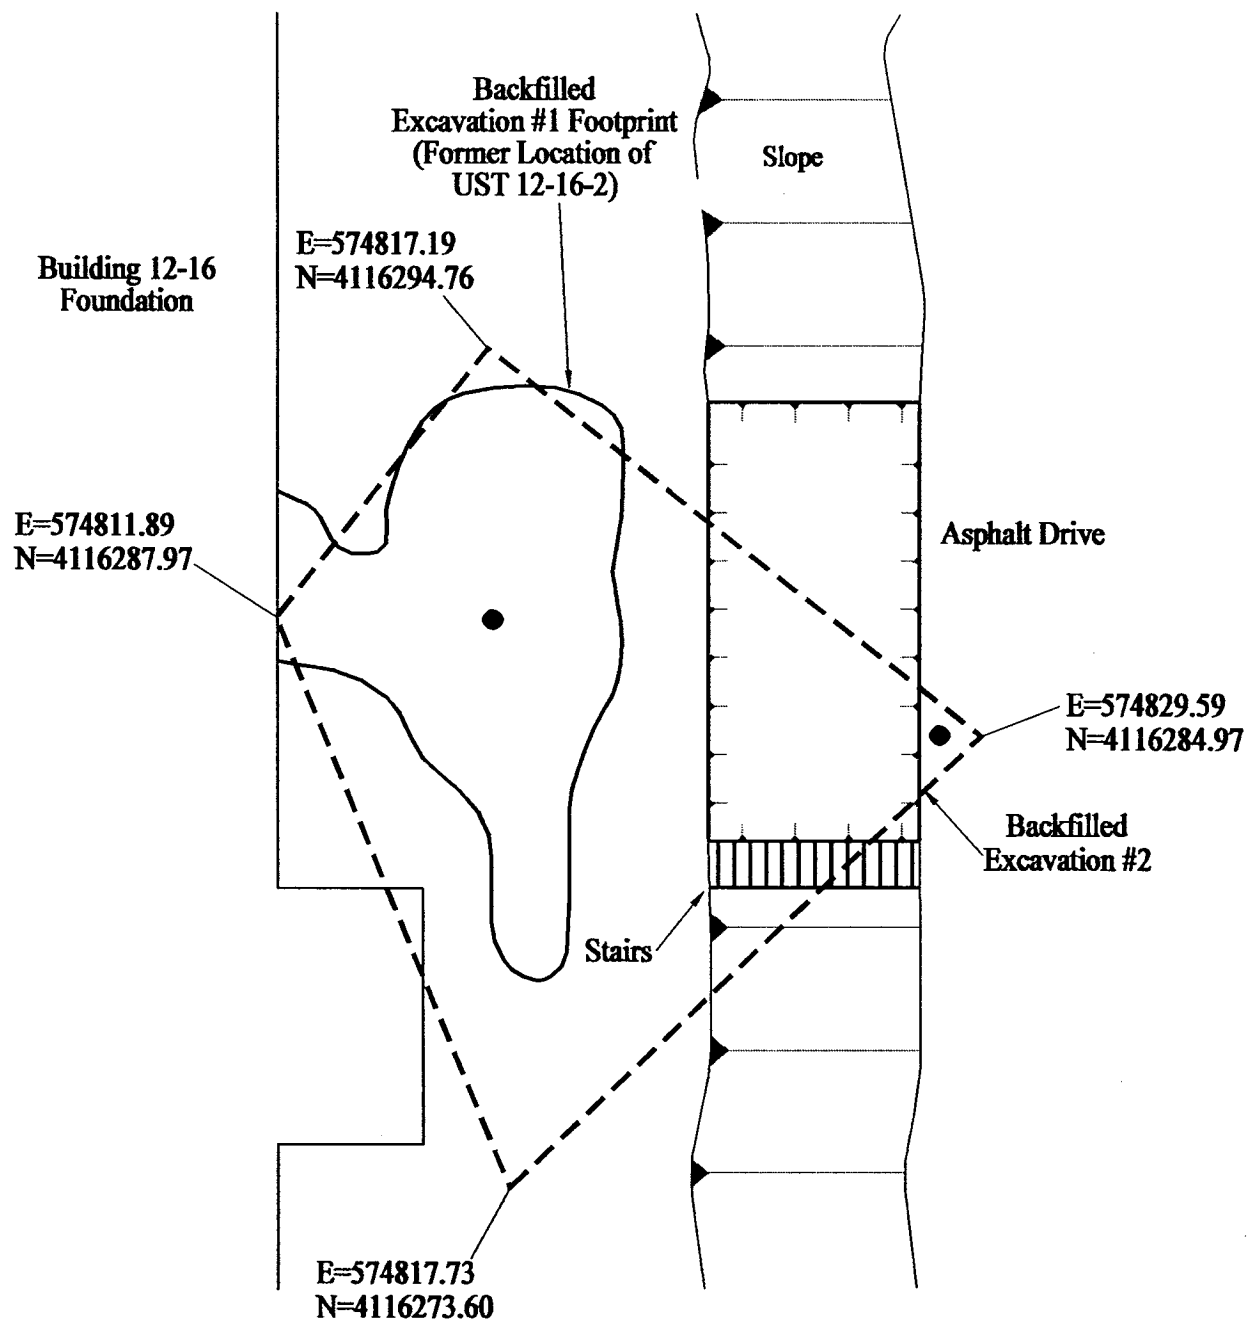 Backfilled
Excavation #1 Footprint
(Former Location of
UST 12-16-2)
Slope
E=574817.19
N=4116294.76
Building 12-16
Foundation
E=574811.89
N=4116287.97
Asphalt Drive
E=574829.59
N=4116284.97
Backfilled
Excavation #2
Stairs
E=574817.73
N=4116273.60